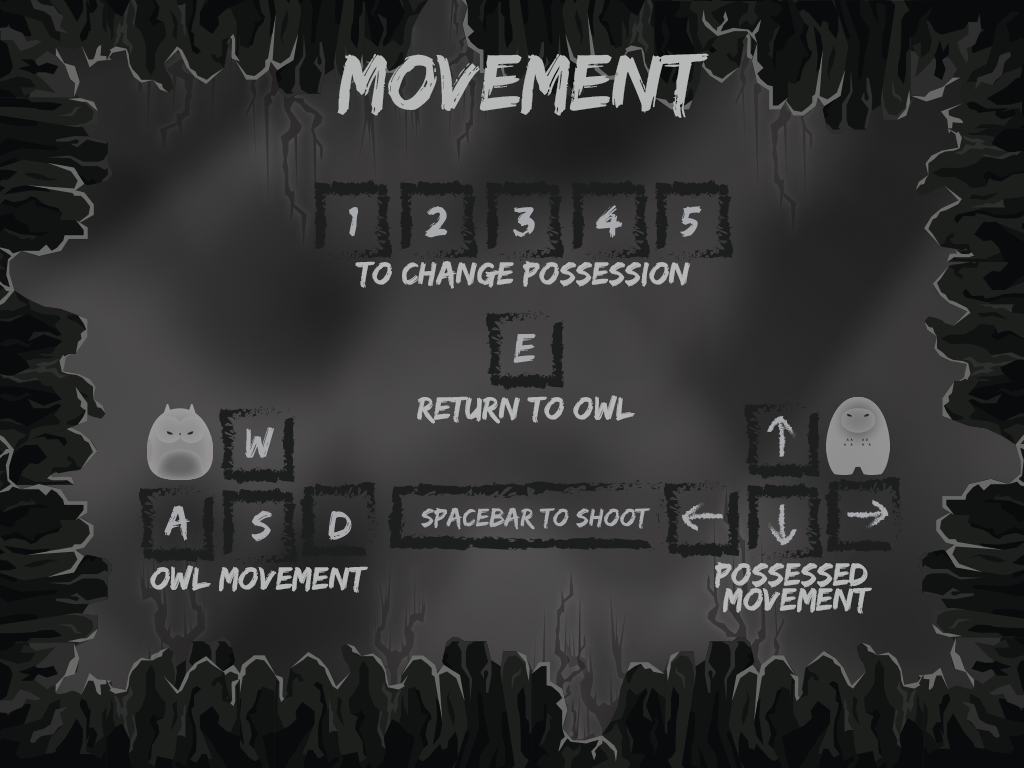 MOVEMENT
1 2 3 4 5
TO CHANGE POSSESSION
E
RETURN TO OWL
W ↑
A S D SPACEBAR TO SHOOT ← ↓ →
OWL MOVEMENT
POSSESSED
MOVEMENT